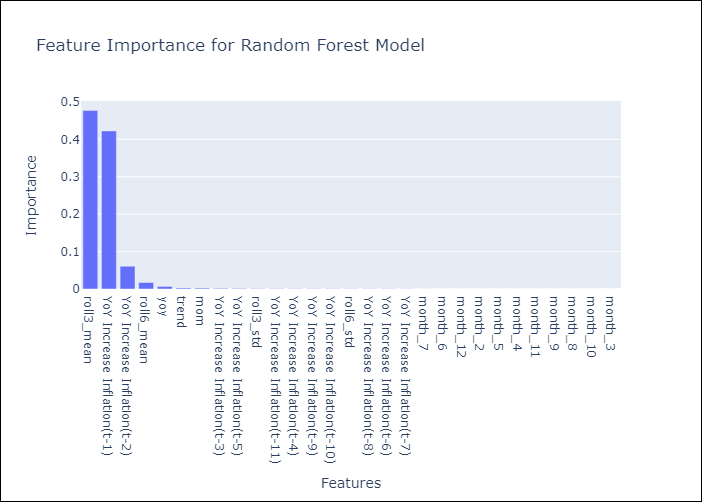 Feature Importance for Random Forest Model
0.5
0.4
0.3
0.2
0.1
0
Importance
roll3_mean
YoY Increase Inflation(t-1)
YoY Increase Inflation(t-2)
roll6_mean
yoy
trend
mom
YoY Increase Inflation(t-3)
YoY Increase Inflation(t-5)
roll3_std
YoY Increase Inflation(t-11)
YoY Increase Inflation(t-4)
YoY Increase Inflation(t-9)
YoY Increase Inflation(t-10)
roll6_std
YoY Increase Inflation(t-8)
YoY Increase Inflation(t-6)
YoY Increase Inflation(t-7)
month_7
month_6
month_12
month_2
month_5
month_4
month_11
month_9
month_8
month_10
month_3
Features